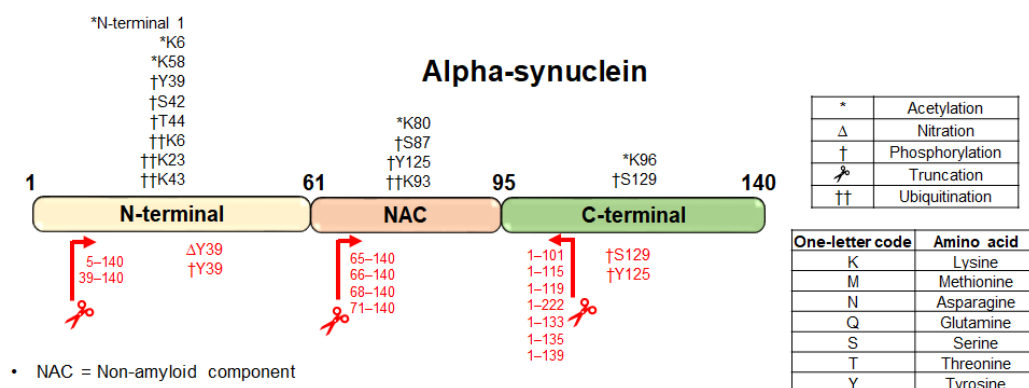 *N-terminal 1
*K6
*K58
†Y39
†S42
†T44
††K6
††K23
††K43
Alpha-synuclein
*K80
†S87
†Y125
††K93
*K96
†S129
1
61
95
140
N-terminal
NAC
C-terminal
5–140
39–140
ΔY39
†Y39
65–140
66–140
68–140
71–140
1–101
1–115
1–119
1–222
1–133
1–135
1–139
†S129
†Y125
• NAC = Non-amyloid component
* Acetylation
Δ Nitration
† Phosphorylation
Truncation
†† Ubiquitination
One-letter code Amino acid
K Lysine
M Methionine
N Asparagine
Q Glutamine
S Serine
T Threonine
Y Tyrosine